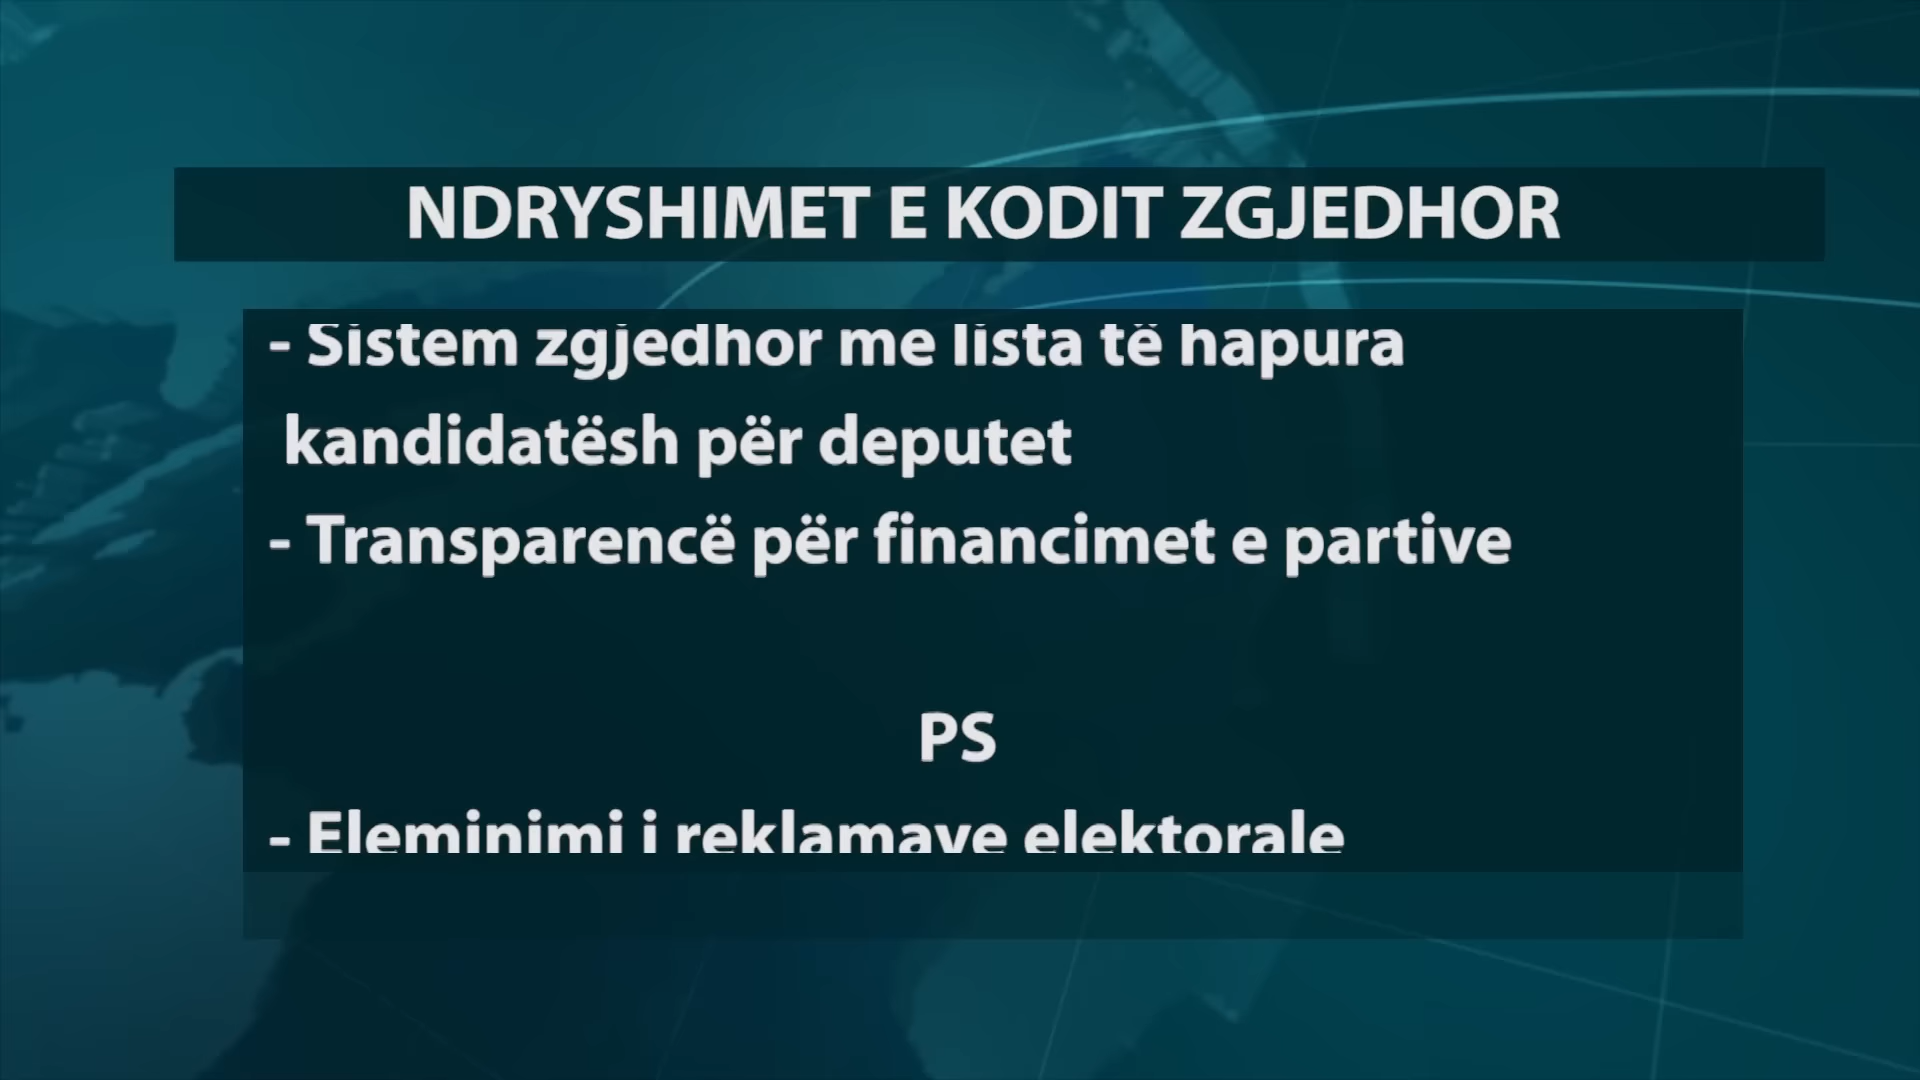 NDRYSHIMET E KODIT ZGJEDHOR
- Sistem zgjedhor me lista të hapura
kandidatësh për deputet
- Transparencë për financimet e partive
PS
- Eleminimi i reklamave elektorale